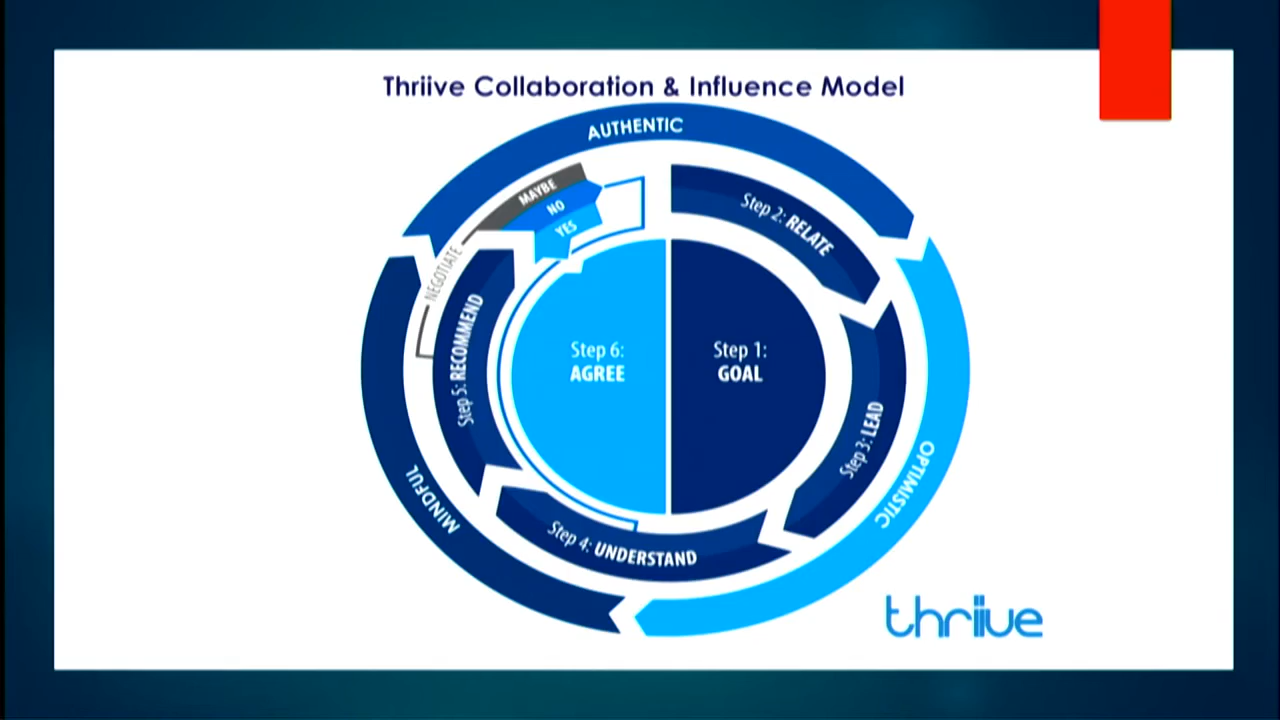 Thriive Collaboration & Influence Model
AUTHENTIC
MAYBE
NO
YES
Step 2: RELATE
NEGOTIATE
Step 5: RECOMMEND
Step 6:
AGREE
Step 1:
GOAL
Step 3: LEAD
OPTIMISTIC
MINDFUL
Step 4: UNDERSTAND
thriive